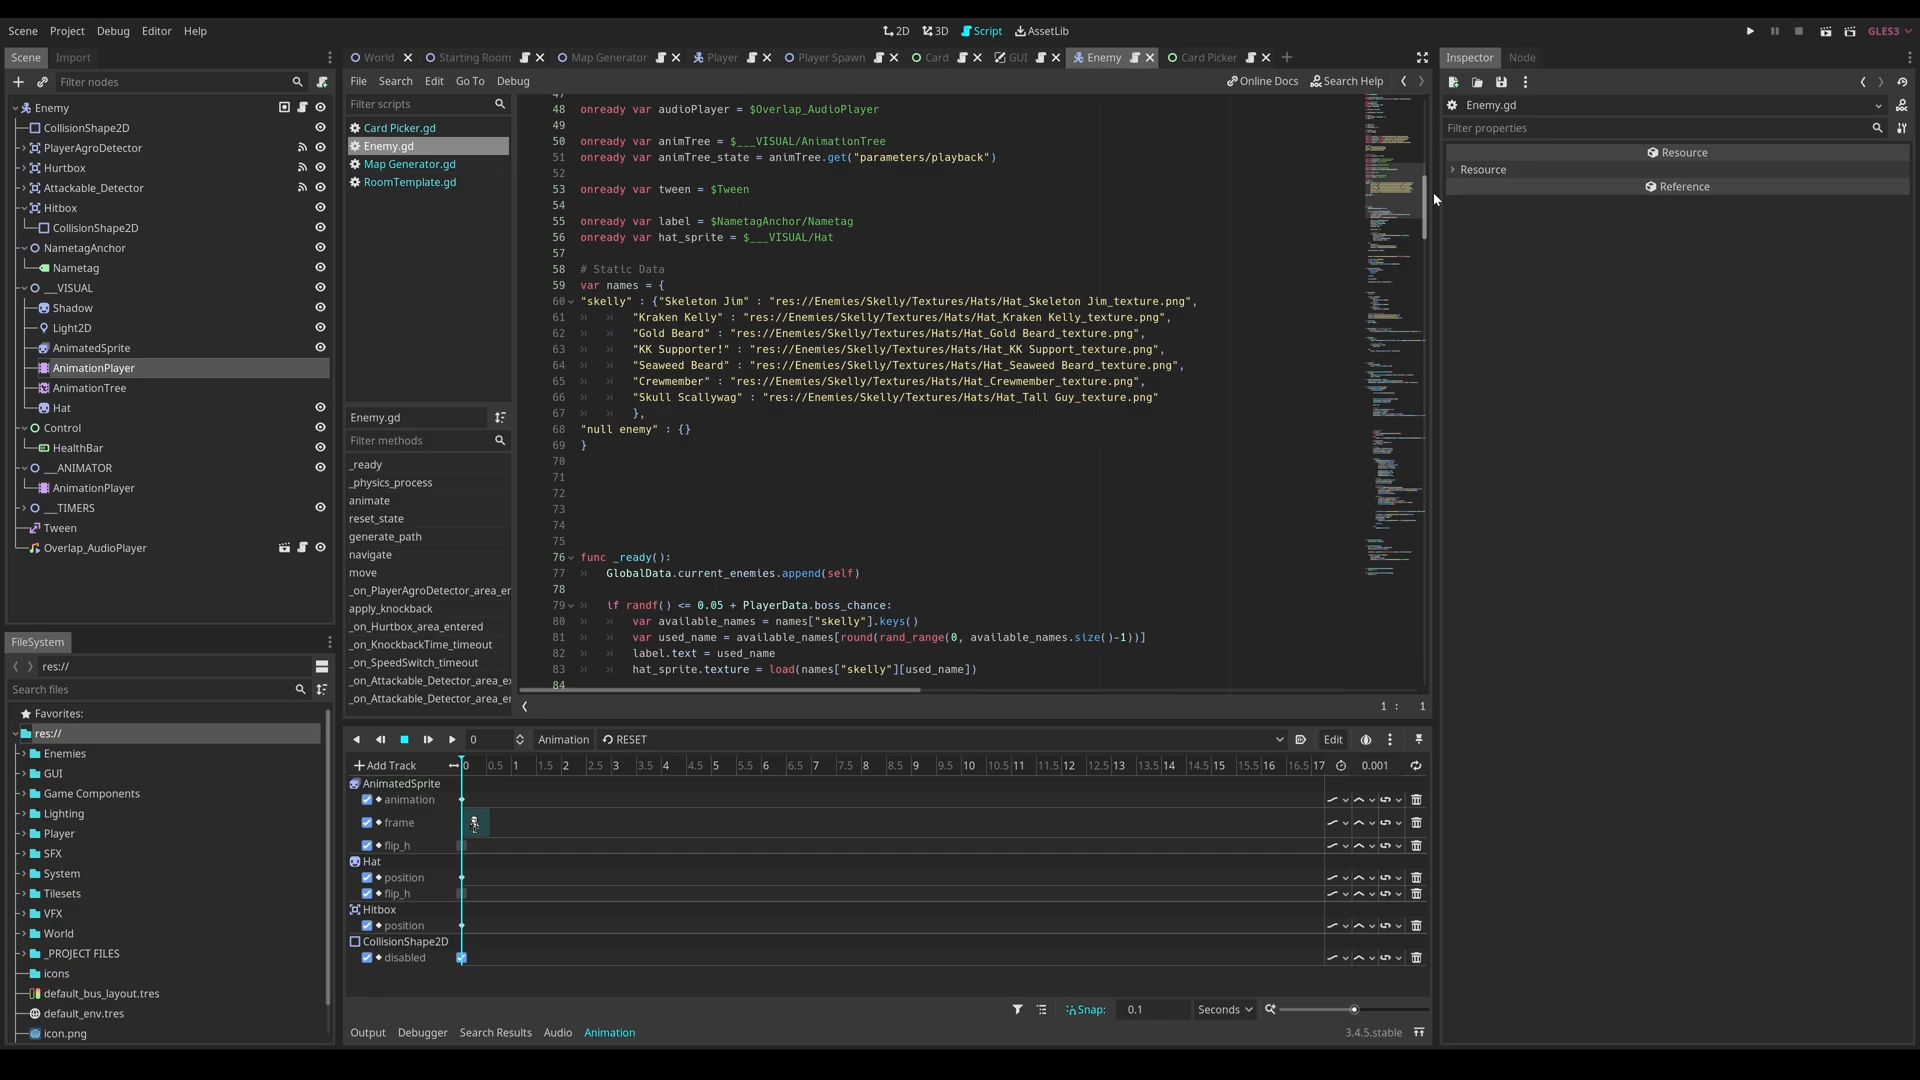 Scene Project Debug Editor Help
2D 3D Script AssetLib
GLES3
Scene Import
World Starting Room Map Generator Player Player Spawn Card GUI Enemy Card Picker
Inspector Node
Filter nodes
File Search Edit Go To Debug
Online Docs Search Help
Enemy
CollisionShape2D
PlayerAgroDetector
Hurtbox
Attackable_Detector
Hitbox
CollisionShape2D
NametagAnchor
Nametag
__VISUAL
Shadow
Light2D
AnimatedSprite
AnimationPlayer
AnimationTree
Hat
Control
HealthBar
__ANIMATOR
AnimationPlayer
__TIMERS
Tween
Overlap_AudioPlayer
Filter scripts
Card Picker.gd
Enemy.gd
Map Generator.gd
RoomTemplate.gd
Enemy.gd
Filter methods
_ready
_physics_process
animate
reset_state
generate_path
navigate
move
_on_PlayerAgroDetector_area_er
apply_knockback
_on_Hurtbox_area_entered
_on_KnockbackTime_timeout
_on_SpeedSwitch_timeout
_on_Attackable_Detector_area_ex
_on_Attackable_Detector_area_er
47
48 onready var audioPlayer = $Overlap_AudioPlayer
49
50 onready var animTree = $___VISUAL/AnimationTree
51 onready var animTree_state = animTree.get("parameters/playback")
52
53 onready var tween = $Tween
54
55 onready var label = $NametagAnchor/Nametag
56 onready var hat_sprite = $___VISUAL/Hat
57
58 # Static Data
59 var names = {
60 "skelly" : {"Skeleton Jim" : "res://Enemies/Skelly/Textures/Hats/Hat_Skeleton Jim_texture.png",
61 "Kraken Kelly" : "res://Enemies/Skelly/Textures/Hats/Hat_Kraken Kelly_texture.png",
62 "Gold Beard" : "res://Enemies/Skelly/Textures/Hats/Hat_Gold Beard_texture.png",
63 "KK Supporter!" : "res://Enemies/Skelly/Textures/Hats/Hat_KK Support_texture.png",
64 "Seaweed Beard" : "res://Enemies/Skelly/Textures/Hats/Hat_Seaweed Beard_texture.png",
65 "Crewmember" : "res://Enemies/Skelly/Textures/Hats/Hat_Crewmember_texture.png",
66 "Skull Scallywag" : "res://Enemies/Skelly/Textures/Hats/Hat_Tall Guy_texture.png"
67 },
68 "null enemy" : {}
69 }
70
71
72
73
74
75
76 func _ready():
77 GlobalData.current_enemies.append(self)
78
79 if randf() <= 0.05 + PlayerData.boss_chance:
80 var available_names = names["skelly"].keys()
81 var used_name = available_names[round(rand_range(0, available_names.size()-1))]
82 label.text = used_name
83 hat_sprite.texture = load(names["skelly"][used_name])
84
1 : 1
Enemy.gd
Filter properties
Resource
Resource
Reference
FileSystem
res://
Search files
Favorites:
res://
Enemies
GUI
Game Components
Lighting
Player
SFX
System
Tilesets
VFX
World
_PROJECT FILES
icons
default_bus_layout.tres
default_env.tres
icon.png
0 Animation RESET Edit
Add Track 0 0.5 1 1.5 2 2.5 3 3.5 4 4.5 5 5.5 6 6.5 7 7.5 8 8.5 9 9.5 10 10.5 11 11.5 12 12.5 13 13.5 14 14.5 15 15.5 16 16.5 17 0.001
AnimatedSprite
animation
frame
flip_h
Hat
position
flip_h
Hitbox
position
CollisionShape2D
disabled
Snap: 0.1 Seconds
Output Debugger Search Results Audio Animation
3.4.5.stable